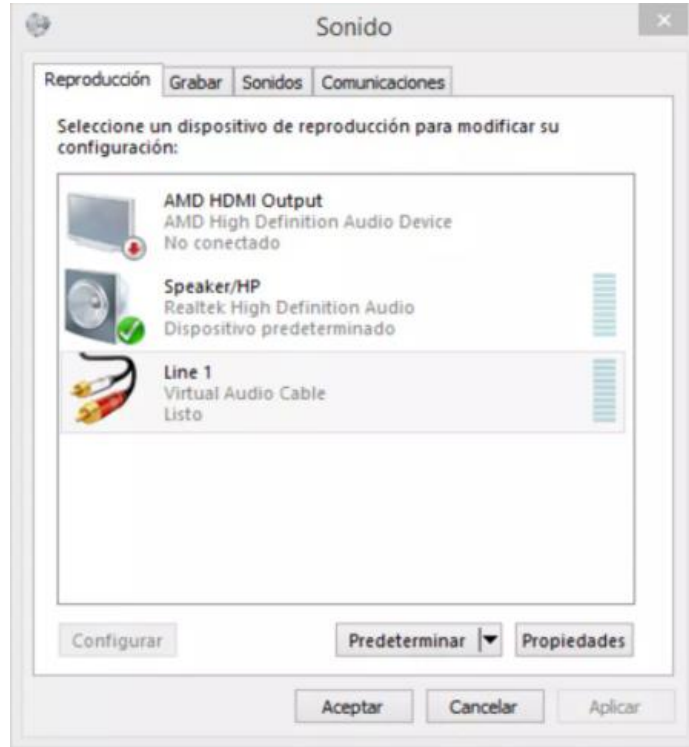 Sonido
Reproducción Grabar Sonidos Comunicaciones
Seleccione un dispositivo de reproducción para modificar su
configuración:
AMD HDMI Output
AMD High Definition Audio Device
No conectado
Speaker/HP
Realtek High Definition Audio
Dispositivo predeterminado
Line 1
Virtual Audio Cable
Listo
Configurar Predeterminar Propiedades
Aceptar Cancelar Aplicar